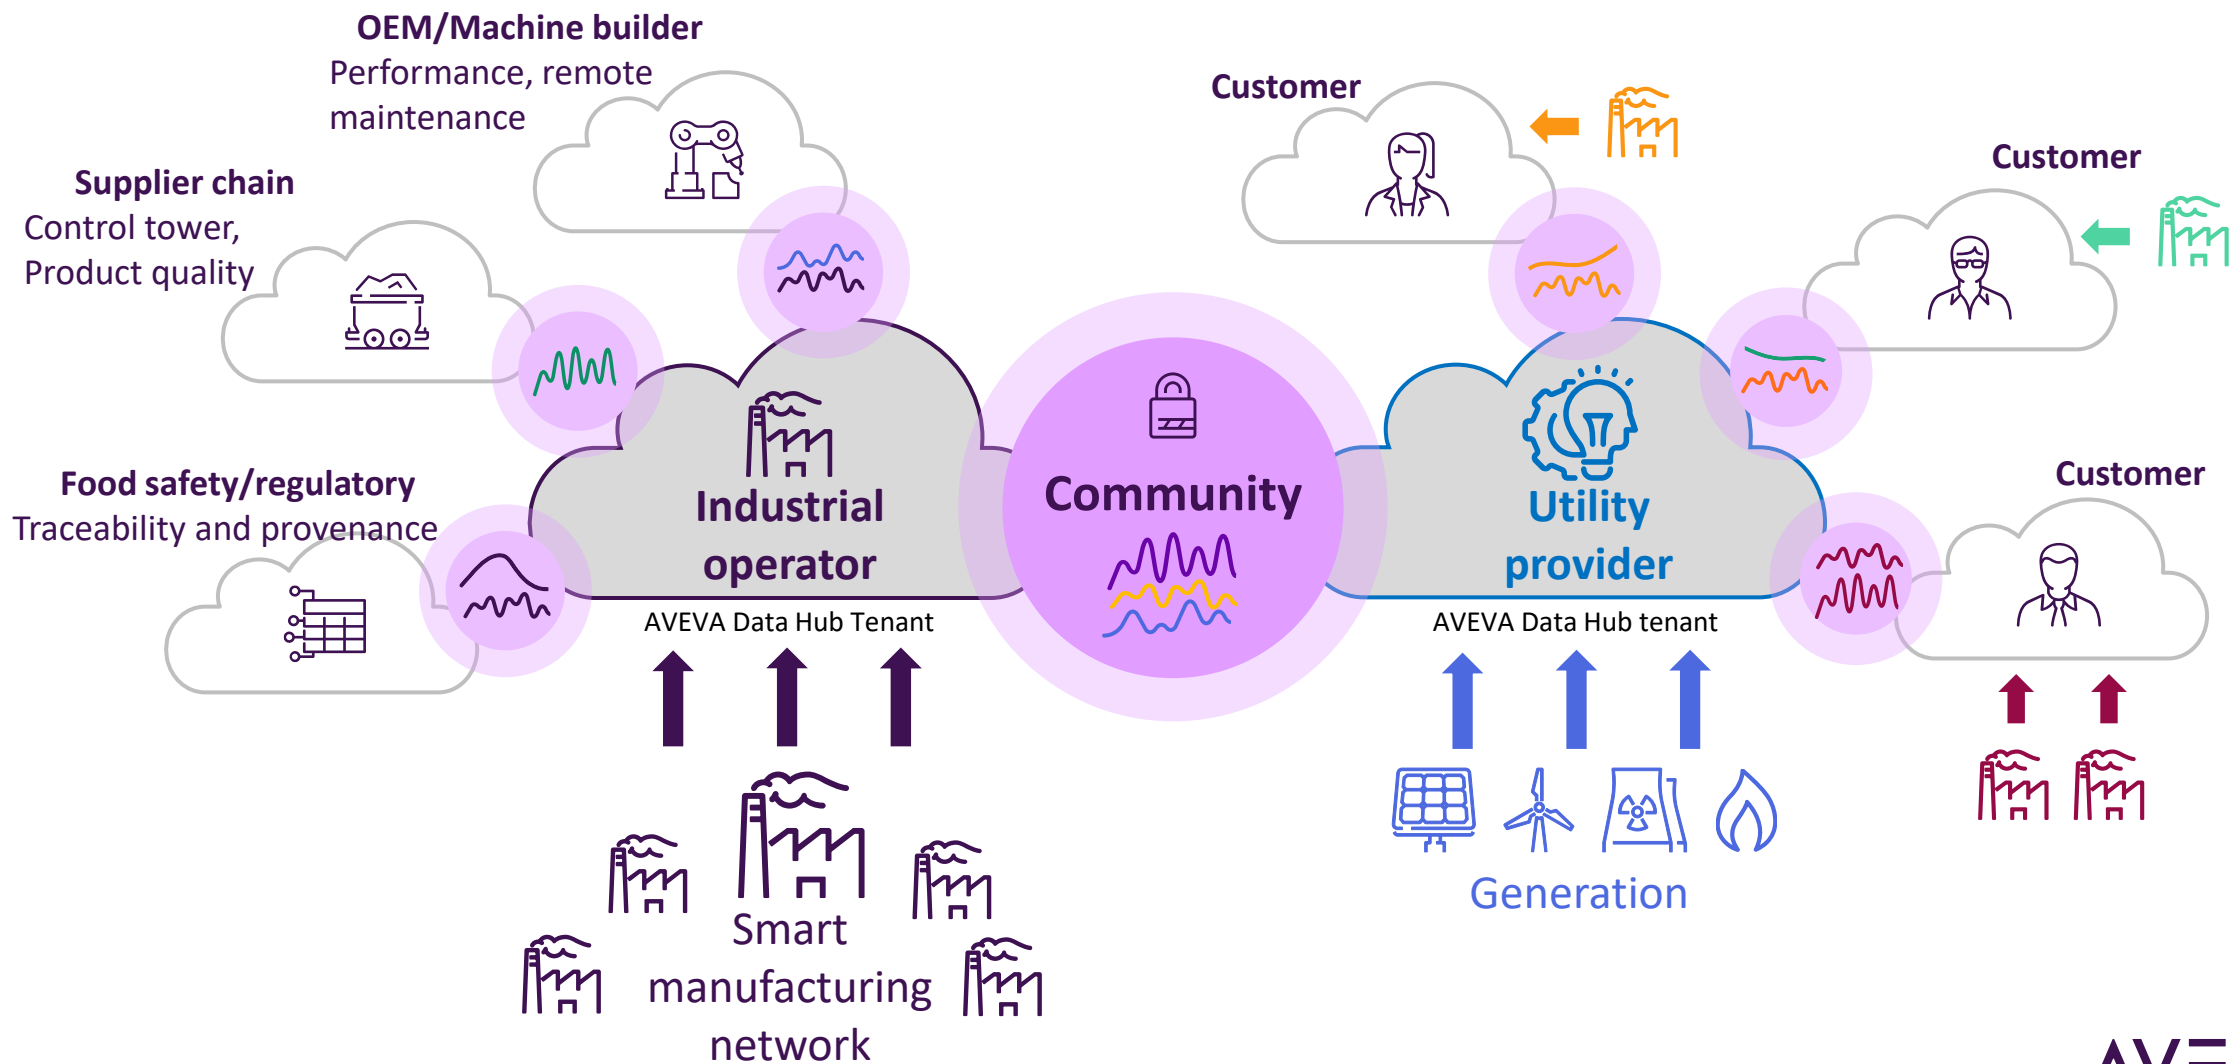 OEM/Machine builder
Performance, remote
maintenance
Supplier chain
Control tower,
Product quality
Food safety/regulatory
Traceability and provenance
Industrial
operator
AVEVA Data Hub Tenant
Smart
manufacturing
network
Community
Utility
provider
AVEVA Data Hub tenant
Generation
Customer
Customer
Customer